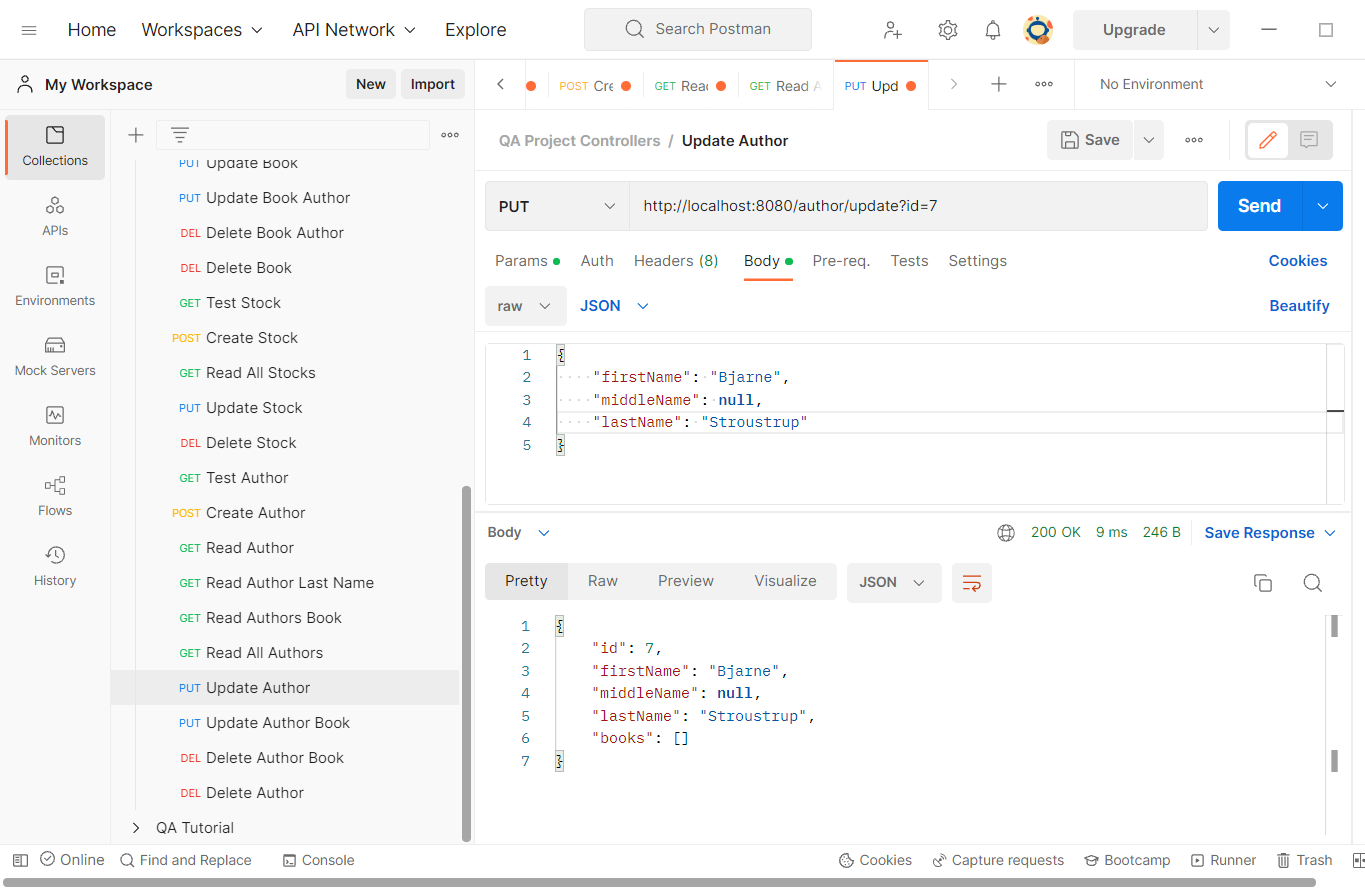 Home Workspaces API Network Explore Search Postman Upgrade
My Workspace New Import
POST Cre GET Read GET Read A PUT Upd No Environment
Collections
APIs
Environments
Mock Servers
Monitors
Flows
History
PUT Update Book
PUT Update Book Author
DEL Delete Book Author
DEL Delete Book
GET Test Stock
POST Create Stock
GET Read All Stocks
PUT Update Stock
DEL Delete Stock
GET Test Author
POST Create Author
GET Read Author
GET Read Author Last Name
GET Read Authors Book
GET Read All Authors
PUT Update Author
PUT Update Author Book
DEL Delete Author Book
DEL Delete Author
QA Tutorial
QA Project Controllers / Update Author Save
PUT http://localhost:8080/author/update?id=7 Send
Params Auth Headers (8) Body Pre-req. Tests Settings Cookies
raw JSON Beautify
1 {
2 "firstName": "Bjarne",
3 "middleName": null,
4 "lastName": "Stroustrup"
5 }
Body 200 OK 9 ms 246 B Save Response
Pretty Raw Preview Visualize JSON
1 {
2 "id": 7,
3 "firstName": "Bjarne",
4 "middleName": null,
5 "lastName": "Stroustrup",
6 "books": []
7 }
Online Find and Replace Console Cookies Capture requests Bootcamp Runner Trash